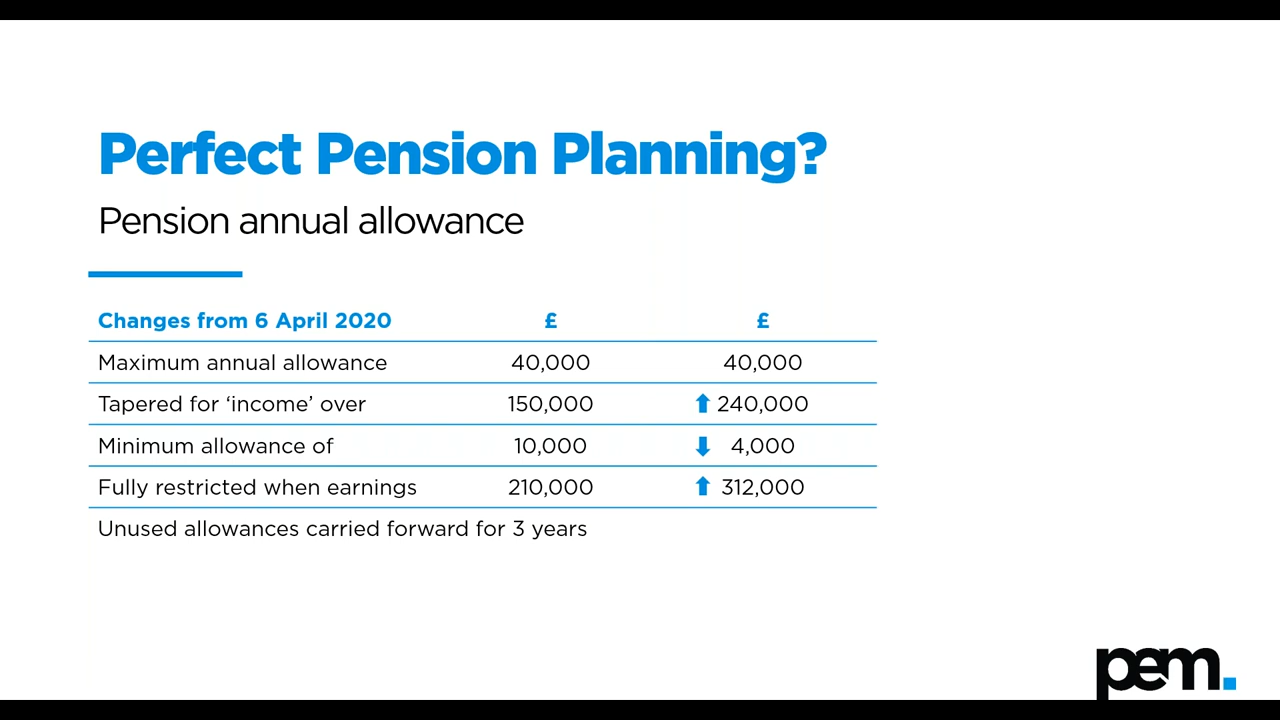 Perfect Pension Planning?
Pension annual allowance
Changes from 6 April 2020 £ £
Maximum annual allowance 40,000 40,000
Tapered for ‘income’ over 150,000 240,000
Minimum allowance of 10,000 4,000
Fully restricted when earnings 210,000 312,000
Unused allowances carried forward for 3 years
pem.